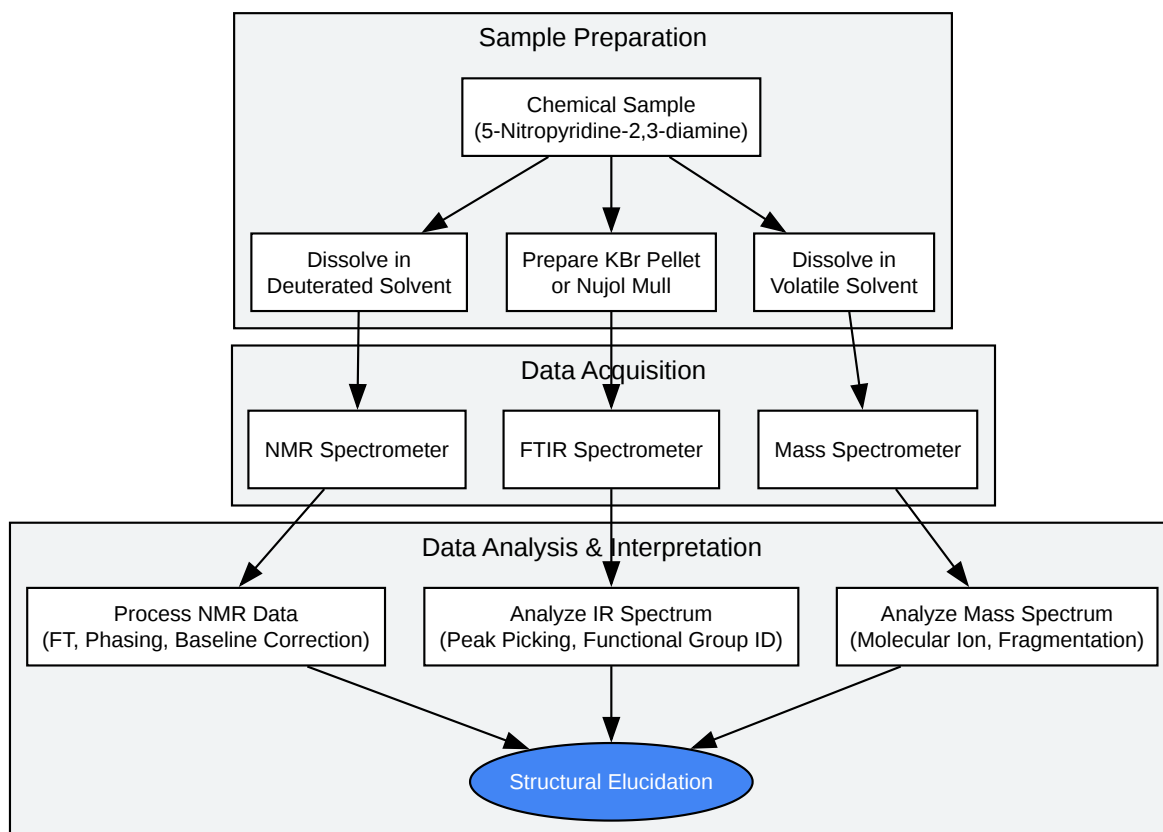 Sample Preparation
Chemical Sample
(5-Nitropyridine-2,3-diamine)
Dissolve in
Deuterated Solvent
Prepare KBr Pellet
or Nujol Mull
Dissolve in
Volatile Solvent
Data Acquisition
NMR Spectrometer
FTIR Spectrometer
Mass Spectrometer
Data Analysis & Interpretation
Process NMR Data
(FT, Phasing, Baseline Correction)
Analyze IR Spectrum
(Peak Picking, Functional Group ID)
Analyze Mass Spectrum
(Molecular Ion, Fragmentation)
Structural Elucidation